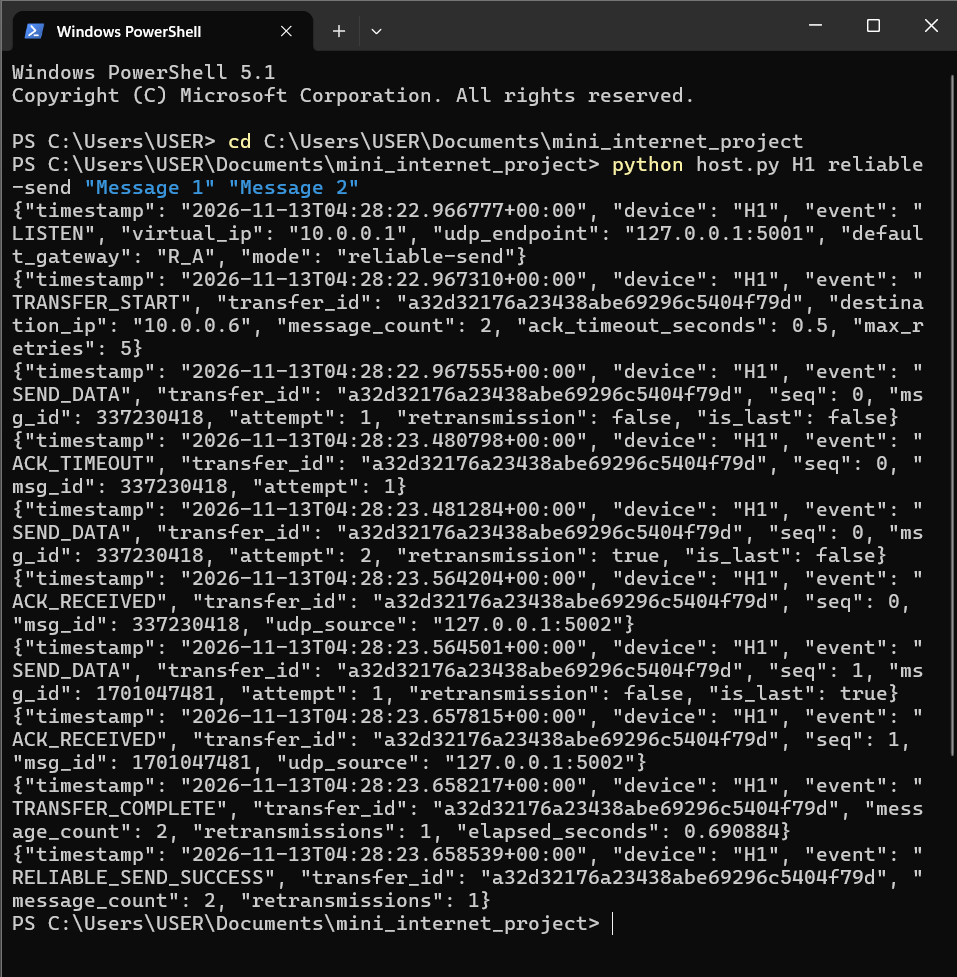 Windows PowerShell
Windows PowerShell 5.1
Copyright (C) Microsoft Corporation. All rights reserved.
PS C:\Users\USER> cd C:\Users\USER\Documents\mini_internet_project
PS C:\Users\USER\Documents\mini_internet_project> python host.py H1 reliable
-send "Message 1" "Message 2"
{"timestamp": "2026-11-13T04:28:22.966777+00:00", "device": "H1", "event": "
LISTEN", "virtual_ip": "10.0.0.1", "udp_endpoint": "127.0.0.1:5001", "defaul
t_gateway": "R_A", "mode": "reliable-send"}
{"timestamp": "2026-11-13T04:28:22.967310+00:00", "device": "H1", "event": "
TRANSFER_START", "transfer_id": "a32d32176a23438abe69296c5404f79d", "destina
tion_ip": "10.0.0.6", "message_count": 2, "ack_timeout_seconds": 0.5, "max_r
etries": 5}
{"timestamp": "2026-11-13T04:28:22.967555+00:00", "device": "H1", "event": "
SEND_DATA", "transfer_id": "a32d32176a23438abe69296c5404f79d", "seq": 0, "ms
g_id": 337230418, "attempt": 1, "retransmission": false, "is_last": false}
{"timestamp": "2026-11-13T04:28:23.480798+00:00", "device": "H1", "event": "
ACK_TIMEOUT", "transfer_id": "a32d32176a23438abe69296c5404f79d", "seq": 0, "
msg_id": 337230418, "attempt": 1}
{"timestamp": "2026-11-13T04:28:23.481284+00:00", "device": "H1", "event": "
SEND_DATA", "transfer_id": "a32d32176a23438abe69296c5404f79d", "seq": 0, "ms
g_id": 337230418, "attempt": 2, "retransmission": true, "is_last": false}
{"timestamp": "2026-11-13T04:28:23.564204+00:00", "device": "H1", "event": "
ACK_RECEIVED", "transfer_id": "a32d32176a23438abe69296c5404f79d", "seq": 0,
"msg_id": 337230418, "udp_source": "127.0.0.1:5002"}
{"timestamp": "2026-11-13T04:28:23.564501+00:00", "device": "H1", "event": "
SEND_DATA", "transfer_id": "a32d32176a23438abe69296c5404f79d", "seq": 1, "ms
g_id": 1701047481, "attempt": 1, "retransmission": false, "is_last": true}
{"timestamp": "2026-11-13T04:28:23.657815+00:00", "device": "H1", "event": "
ACK_RECEIVED", "transfer_id": "a32d32176a23438abe69296c5404f79d", "seq": 1,
"msg_id": 1701047481, "udp_source": "127.0.0.1:5002"}
{"timestamp": "2026-11-13T04:28:23.658217+00:00", "device": "H1", "event": "
TRANSFER_COMPLETE", "transfer_id": "a32d32176a23438abe69296c5404f79d", "mess
age_count": 2, "retransmissions": 1, "elapsed_seconds": 0.690884}
{"timestamp": "2026-11-13T04:28:23.658539+00:00", "device": "H1", "event": "
RELIABLE_SEND_SUCCESS", "transfer_id": "a32d32176a23438abe69296c5404f79d", "
message_count": 2, "retransmissions": 1}
PS C:\Users\USER\Documents\mini_internet_project>